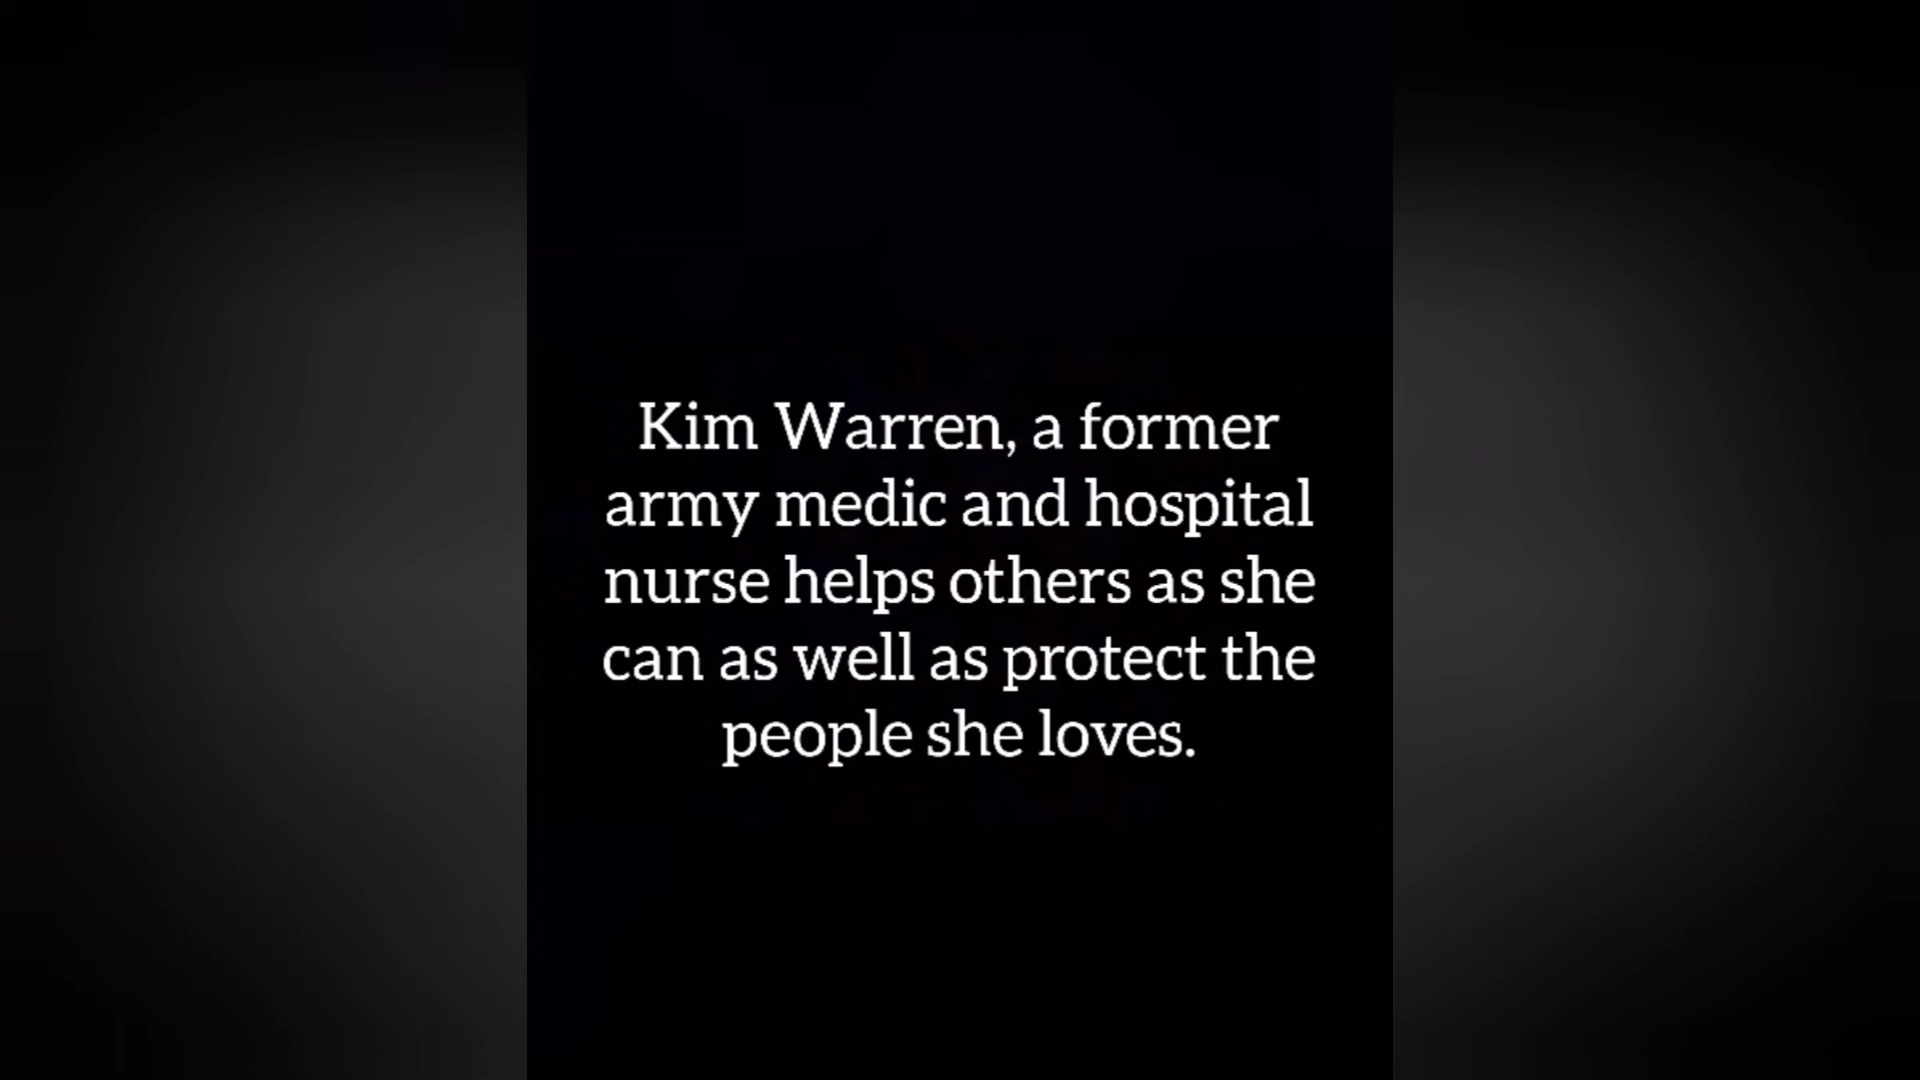 Kim Warren, a former
army medic and hospital
nurse helps others as she
can as well as protect the
people she loves.